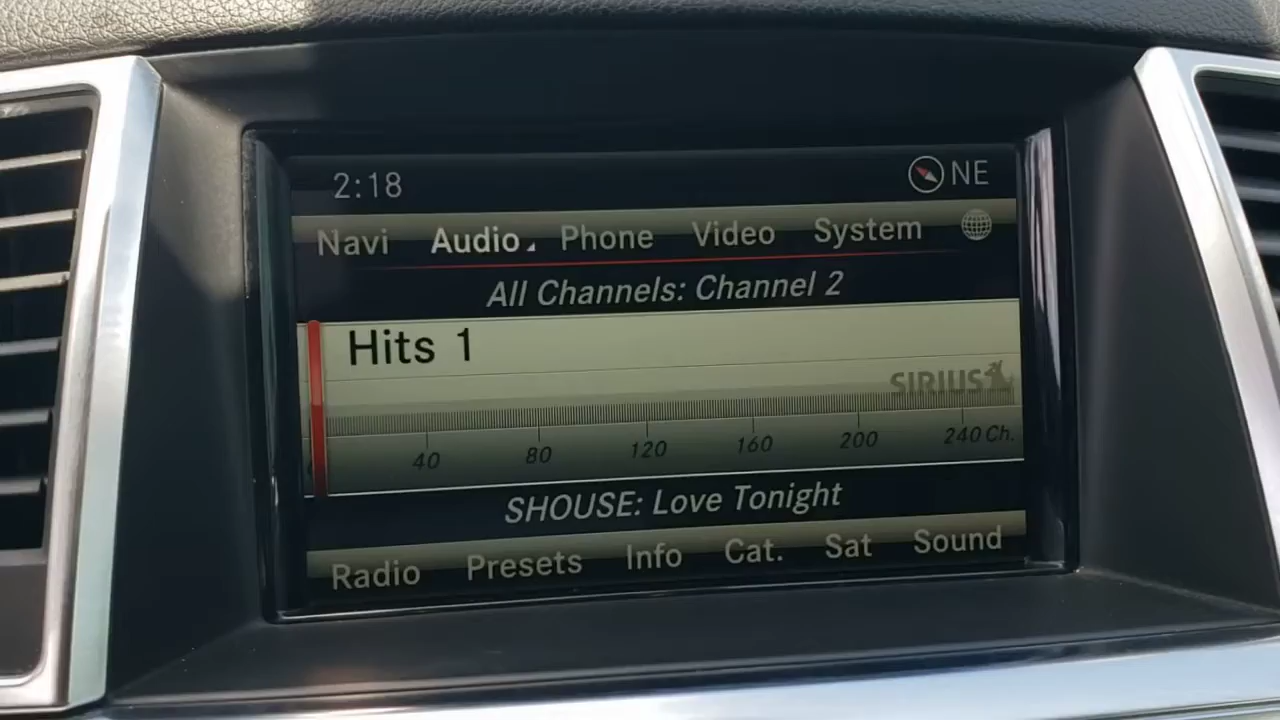 2:18 NE
Navi Audio Phone Video System
All Channels: Channel 2
Hits 1
SIRIUS
40 80 120 160 200 240 Ch.
SHOUSE: Love Tonight
Radio Presets Info Cat. Sat Sound